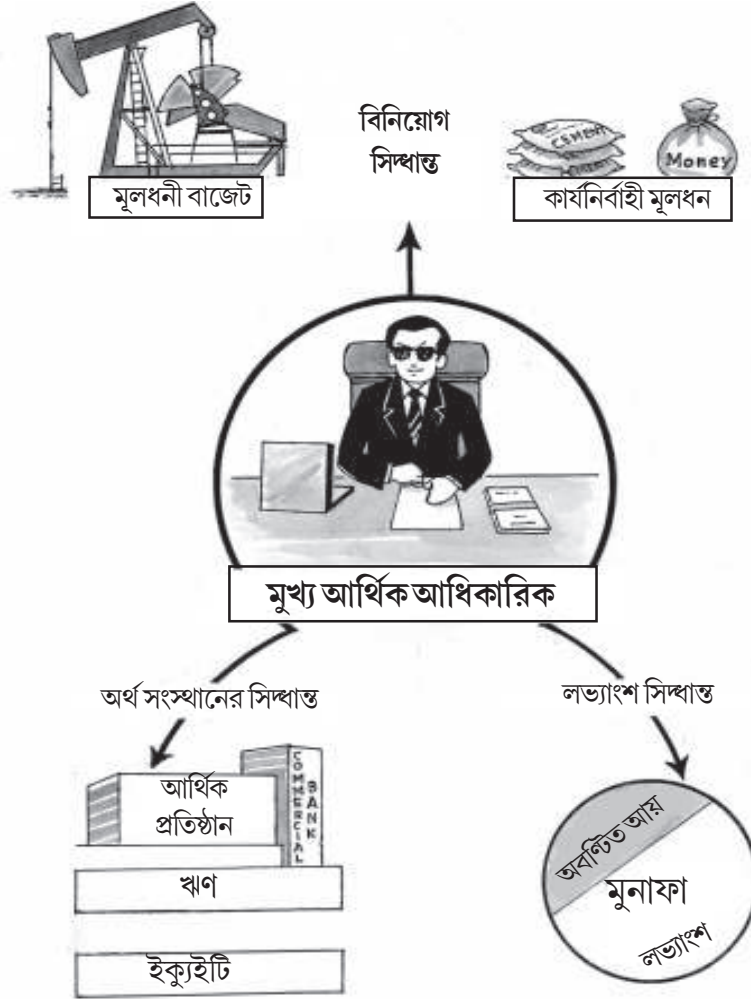 বিনিয়োগ
সিদ্ধান্ত
CEMENT
Money
মূলধনী বাজেট
কার্যনির্বাহী মূলধন
মুখ্য আর্থিক আধিকারিক
অর্থ সংস্থানের সিদ্ধান্ত
লভ্যাংশ সিদ্ধান্ত
আর্থিক
প্রতিষ্ঠান
COMMERCIAL
BANK
ঋণ
ইক্যুইটি
অবণ্টিত আয়
মুনাফা
লভ্যাংশ